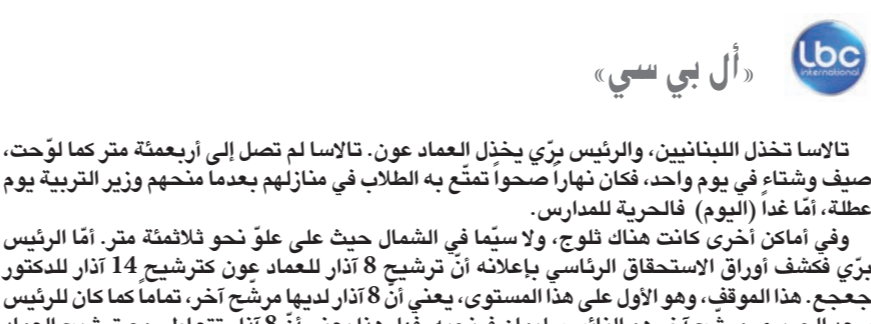 lbc
international
«أل بي سي»
تالاسا تخذل اللبنانيين، والرئيس برّي يخذل العماد عون. تالاسا لم تصل إلى أربعمئة متر كما لوّحت،
صيف وشتاء في يوم واحد، فكان نهاراً صحواً تمتّع به الطلاب في منازلهم بعدما منحهم وزير التربية يوم
عطلة، أمّا غداً (اليوم) فالحرية للمدارس.
وفي أماكن أخرى كانت هناك ثلوج، ولا سيّما في الشمال حيث على علوّ نحو ثلاثمئة متر. أمّا الرئيس
برّي فكشف أوراق الاستحقاق الرئاسي بإعلانه أنّ ترشيح 8 آذار للعماد عون كترشيح 14 آذار للدكتور
جعجع. هذا الموقف، وهو الأول على هذا المستوى، يعني أنّ 8 آذار لديها مرشّح آخر، تماماً كما كان للرئيس